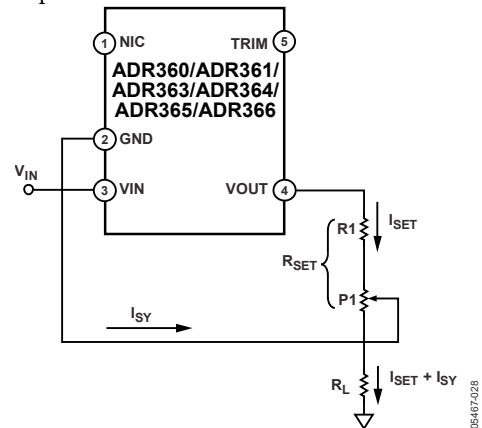 1 NIC
TRIM 5
ADR360/ADR361/
ADR363/ADR364/
ADR365/ADR366
2 GND
VIN
3 VIN
VOUT 4
R1
ISET
RSET
P1
ISY
RL
ISET + ISY
05467-028